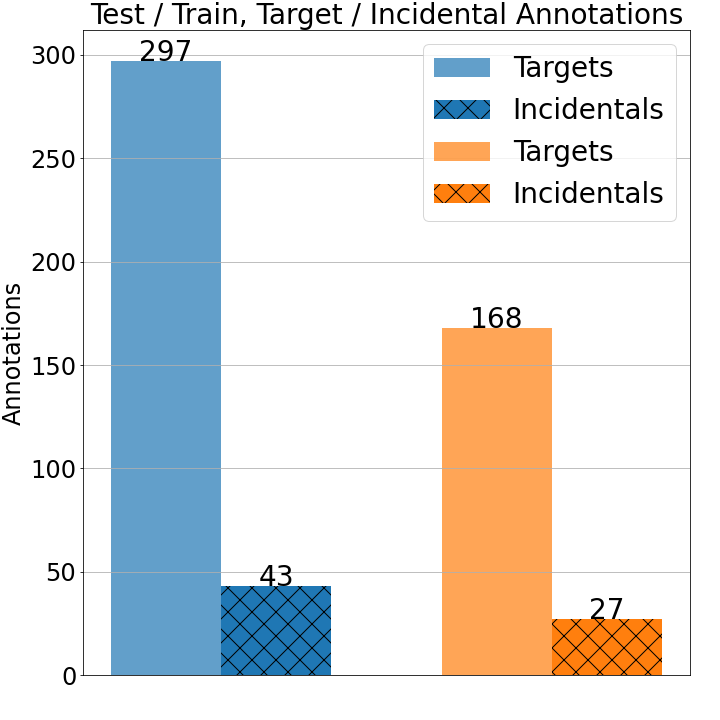 Test / Train, Target / Incidental Annotations
Annotations
300
250
200
150
100
50
0
297
43
168
27
Targets
Incidentals
Targets
Incidentals